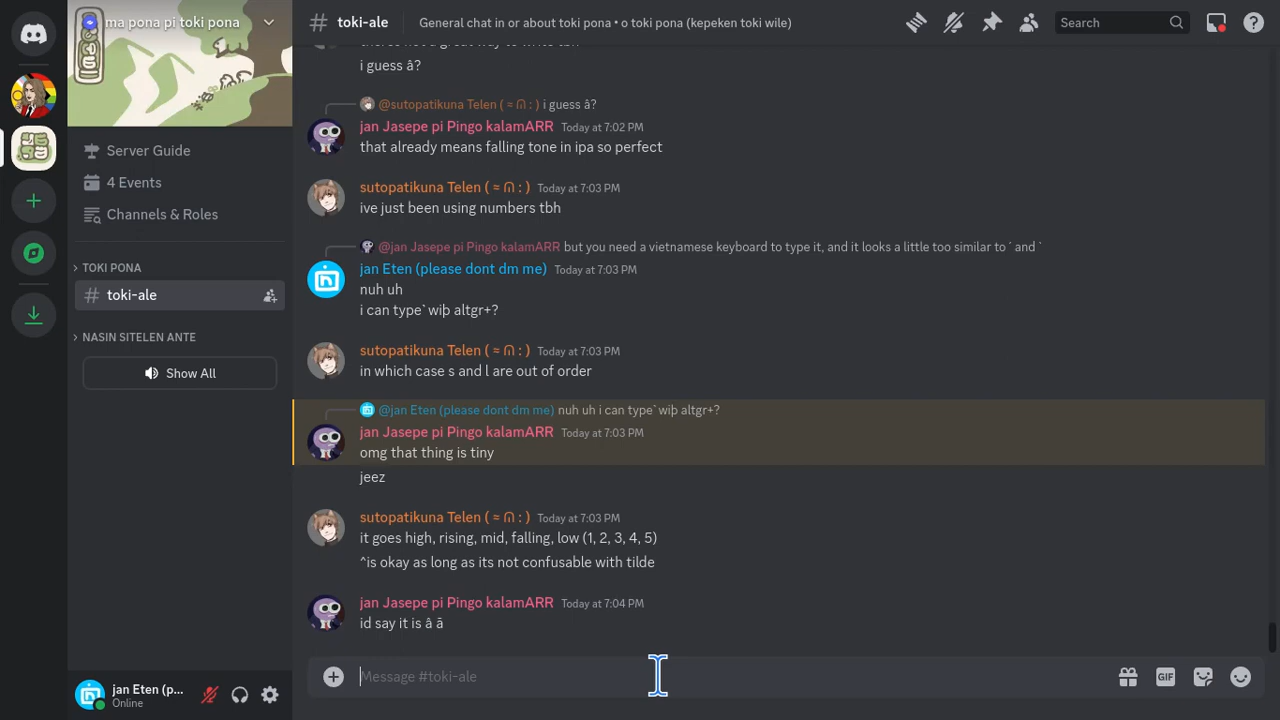 ma pona pi toki pona
# toki-ale
General chat in or about toki pona • o toki pona (kepeken toki wile)
Search
Server Guide
4 Events
Channels & Roles
TOKI PONA
# toki-ale
NASIN SITELEN ANTE
Show All
jan Eten (p...
Online
i guess â?
@sutopatikuna Telen ( ≈ ᥥ : ) i guess â?
jan Jasepe pi Pingo kalamARR Today at 7:02 PM
that already means falling tone in ipa so perfect
sutopatikuna Telen ( ≈ ᥥ : ) Today at 7:03 PM
ive just been using numbers tbh
@jan Jasepe pi Pingo kalamARR but you need a vietnamese keyboard to type it, and it looks a little too similar to ´ and `
jan Eten (please dont dm me) Today at 7:03 PM
nuh uh
i can type ̉ wiþ altgr+?
sutopatikuna Telen ( ≈ ᥥ : ) Today at 7:03 PM
in which case s and l are out of order
@jan Eten (please dont dm me) nuh uh i can type ̉ wiþ altgr+?
jan Jasepe pi Pingo kalamARR Today at 7:03 PM
omg that thing is tiny
jeez
sutopatikuna Telen ( ≈ ᥥ : ) Today at 7:03 PM
it goes high, rising, mid, falling, low (1, 2, 3, 4, 5)
^is okay as long as its not confusable with tilde
jan Jasepe pi Pingo kalamARR Today at 7:04 PM
id say it is â ã
Message #toki-ale
GIF